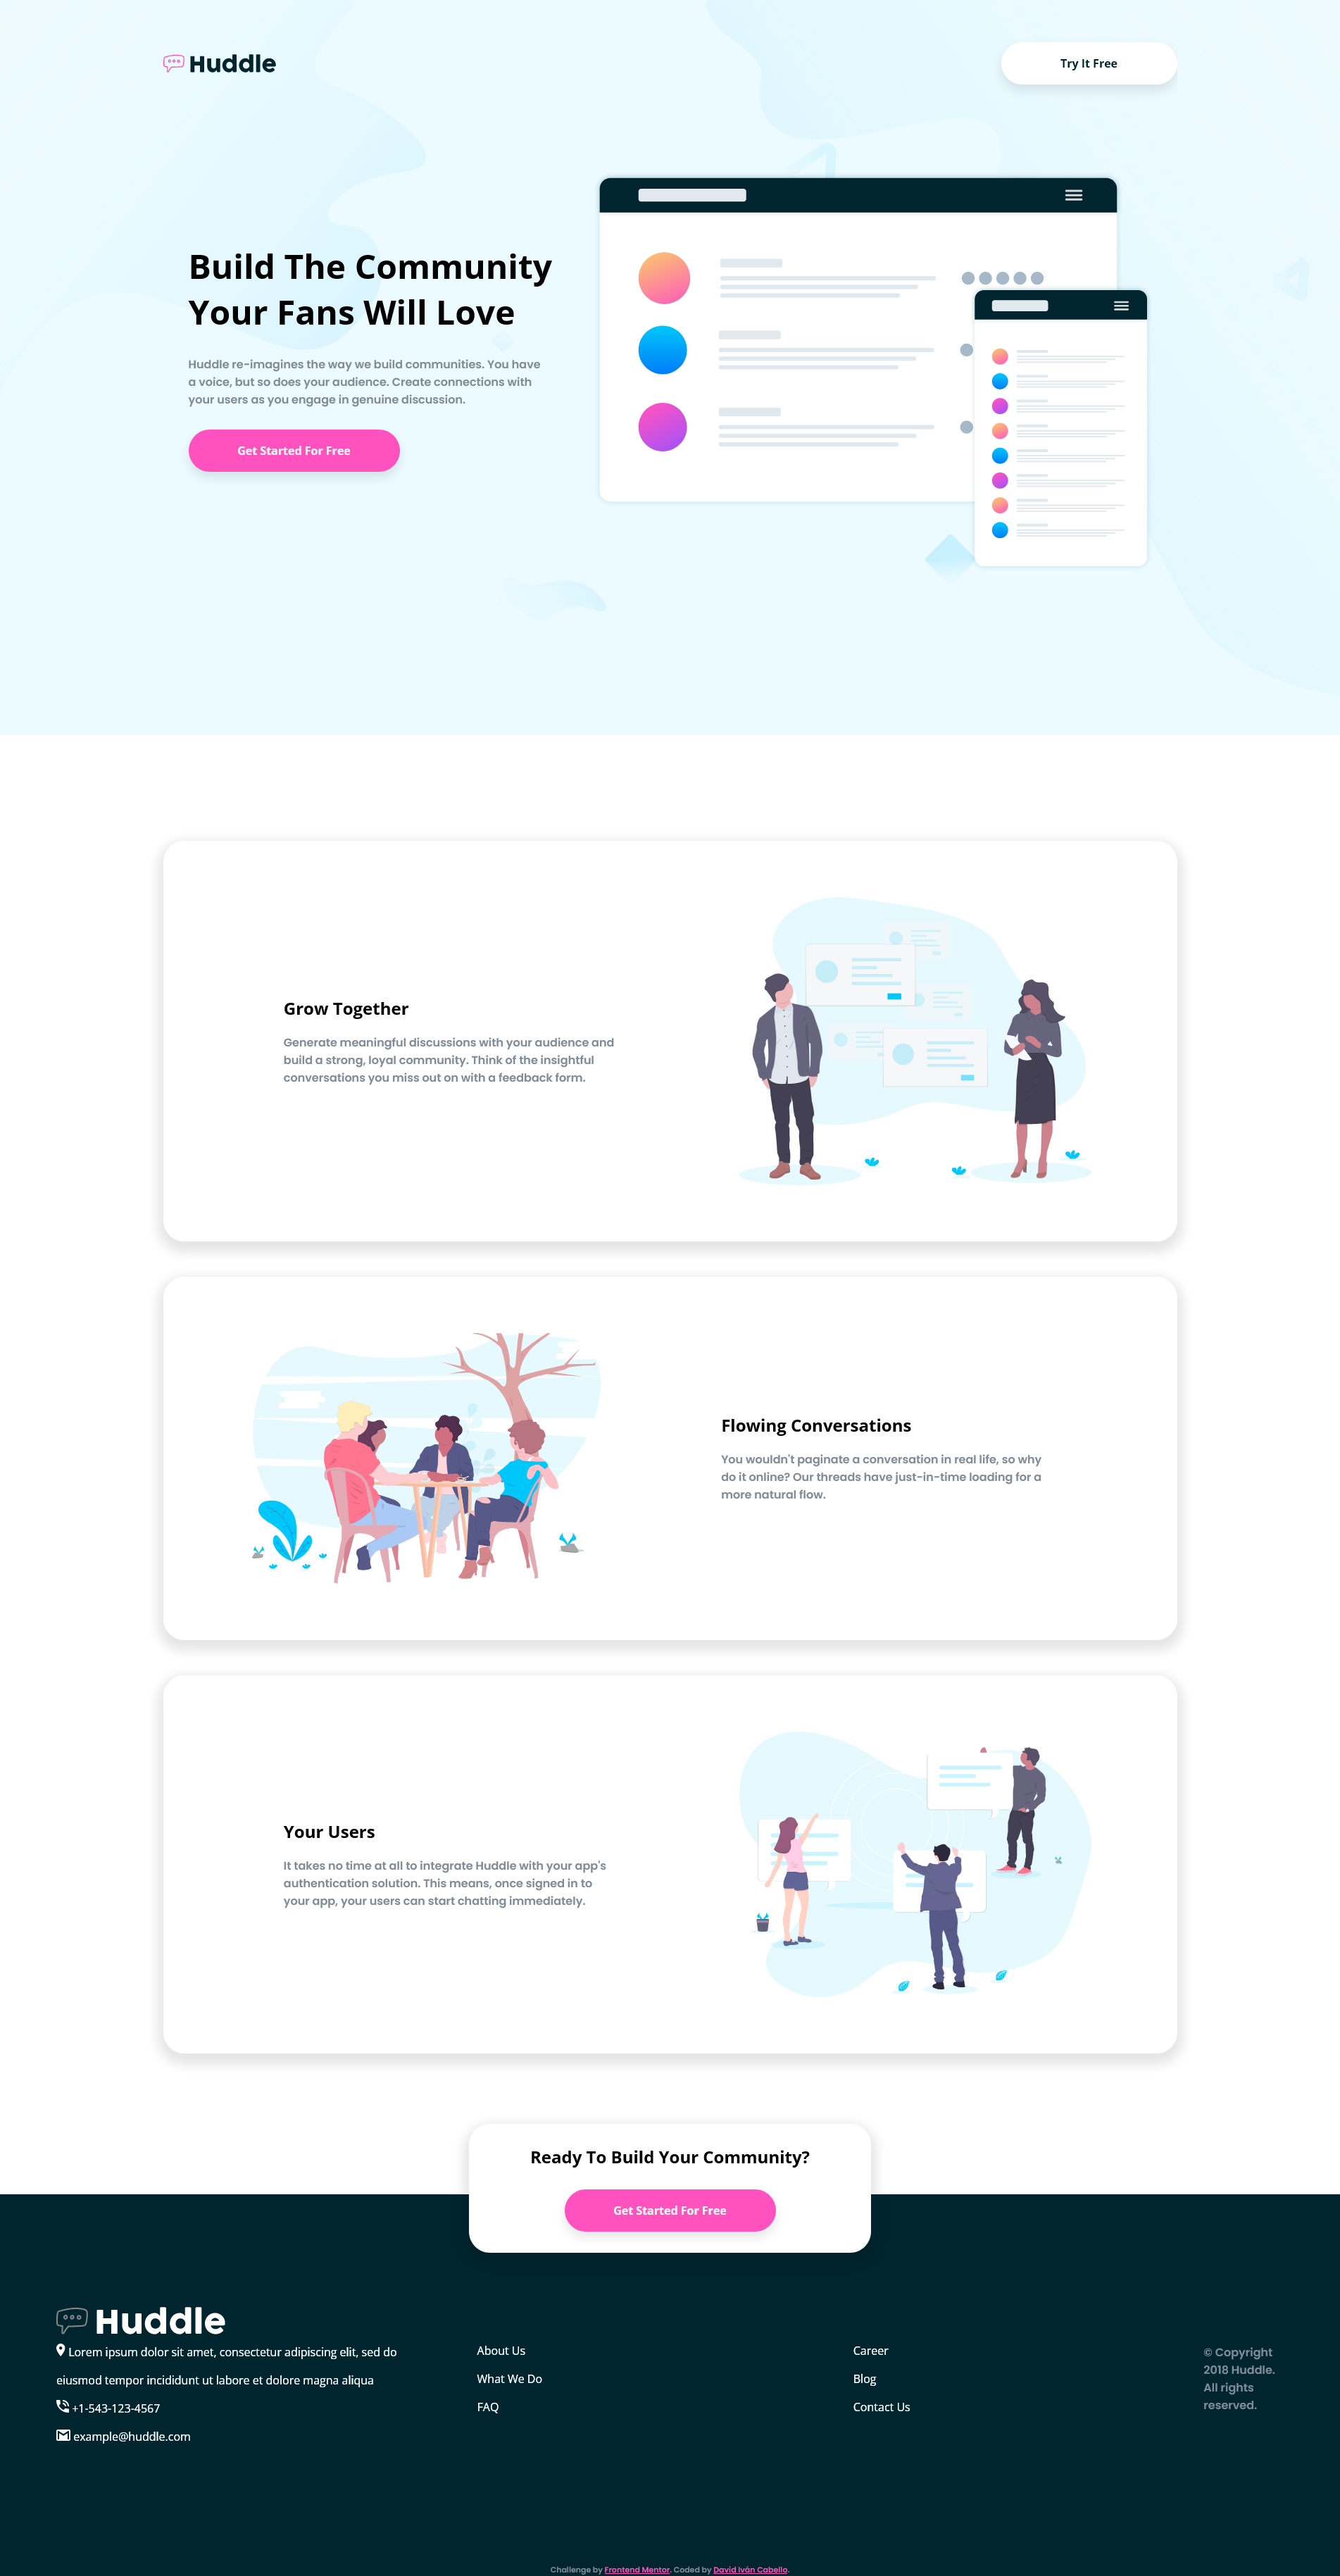 Huddle
Try It Free
Build The Community
Your Fans Will Love
Huddle re-imagines the way we build communities. You have
a voice, but so does your audience. Create connections with
your users as you engage in genuine discussion.
Get Started For Free
Grow Together
Generate meaningful discussions with your audience and
build a strong, loyal community. Think of the insightful
conversations you miss out on with a feedback form.
Flowing Conversations
You wouldn't paginate a conversation in real life, so why
do it online? Our threads have just-in-time loading for a
more natural flow.
Your Users
It takes no time at all to integrate Huddle with your app's
authentication solution. This means, once signed in to
your app, your users can start chatting immediately.
Ready To Build Your Community?
Get Started For Free
Huddle
Lorem ipsum dolor sit amet, consectetur adipiscing elit, sed do
eiusmod tempor incididunt ut labore et dolore magna aliqua
+1-543-123-4567
example@huddle.com
About Us
What We Do
FAQ
Career
Blog
Contact Us
© Copyright
2018 Huddle.
All rights
reserved.
Challenge by Frontend Mentor. Coded by David Iván Cabello.